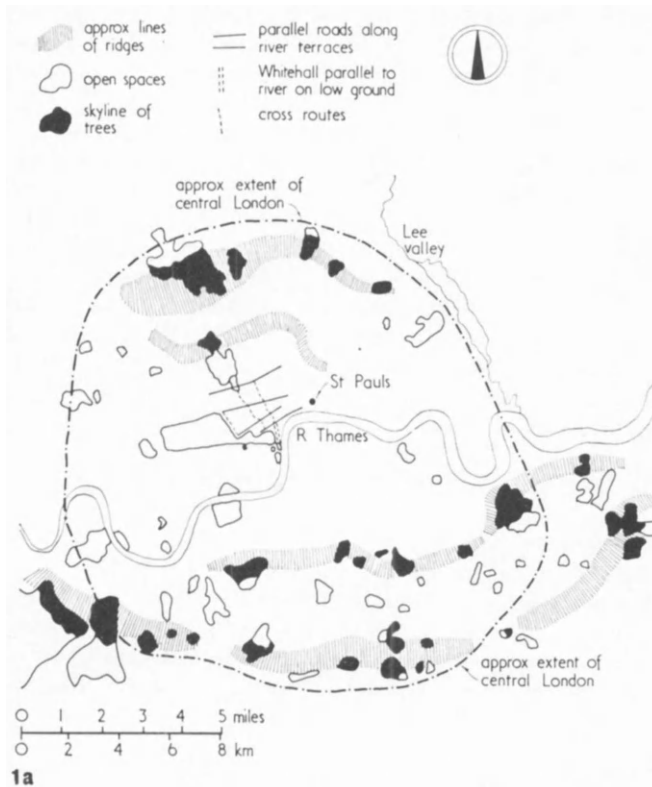 approx lines
of ridges
open spaces
skyline of
trees
parallel roads along
river terraces
Whitehall parallel to
river on low ground
cross routes
approx extent of
central London
Lee
valley
St Pauls
R Thames
approx extent of
central London
0 1 2 3 4 5 miles
0 2 4 6 8 km
1a